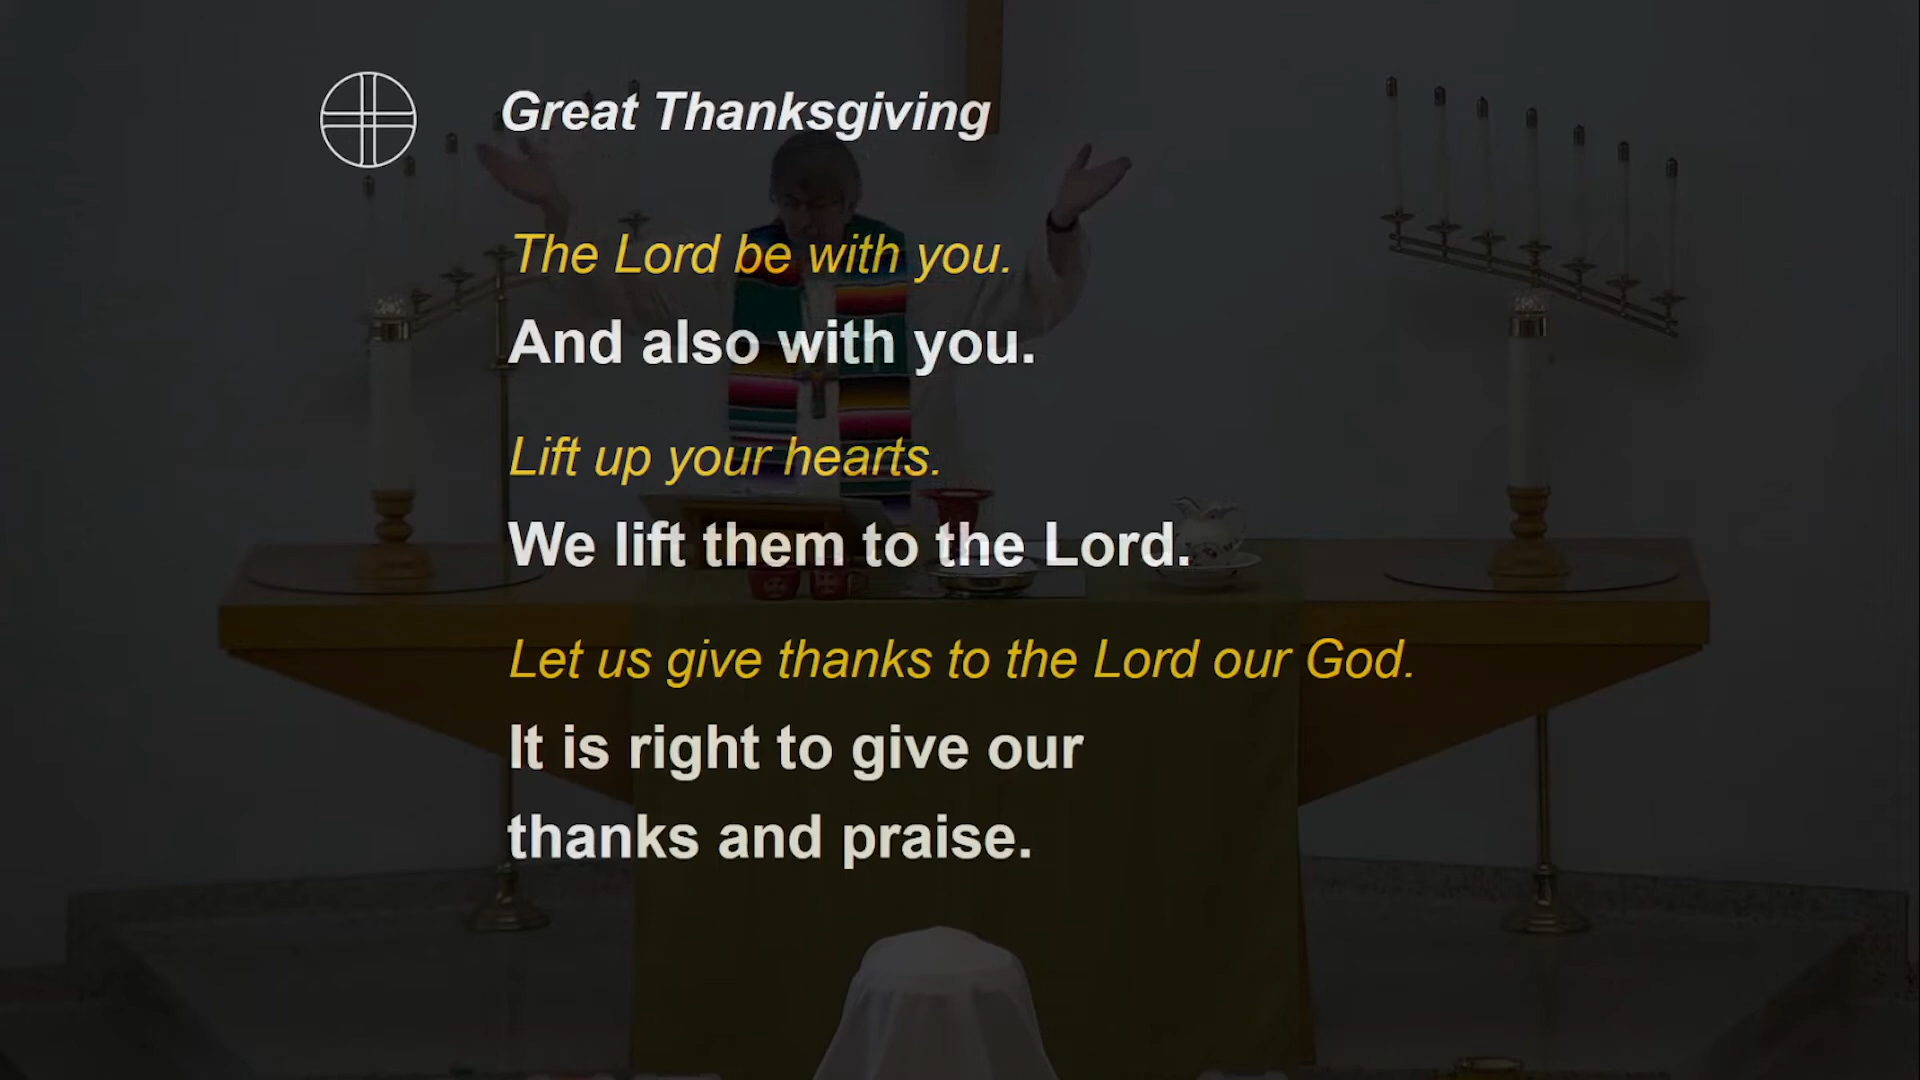 Great Thanksgiving
The Lord be with you.
And also with you.
Lift up your hearts.
We lift them to the Lord.
Let us give thanks to the Lord our God.
It is right to give our
thanks and praise.